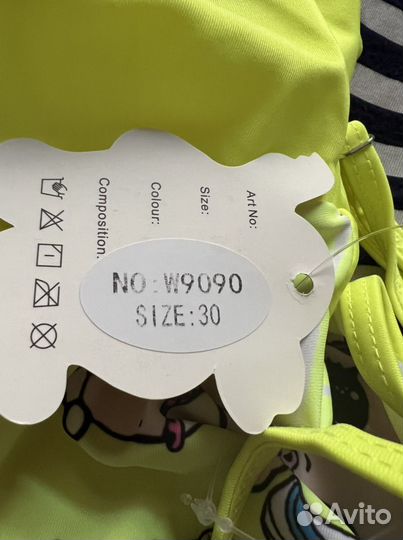 Art No:
Size:
Colour:
Composition:
NO:W9090
SIZE:30
Avito